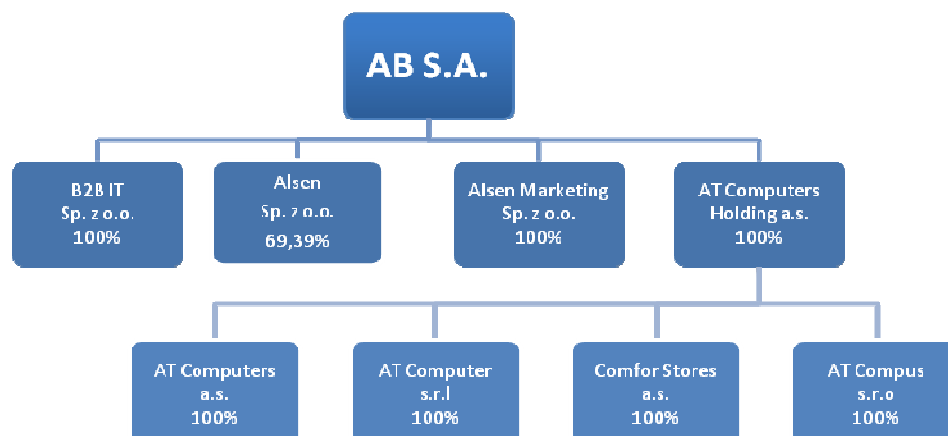 AB S.A.
B2B IT
Sp. z o.o.
100%
Alsen
Sp. z o.o.
69,39%
Alsen Marketing
Sp. z o.o.
100%
AT Computers
Holding a.s.
100%
AT Computers
a.s.
100%
AT Computer
s.r.l
100%
Comfor Stores
a.s.
100%
AT Compus
s.r.o
100%